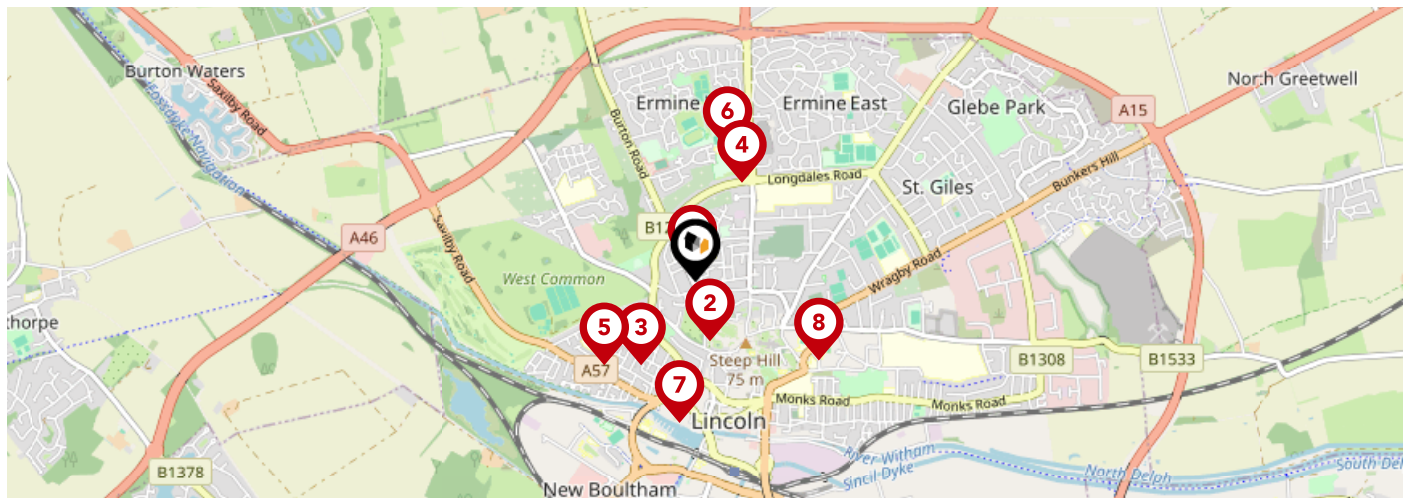 Burton Waters
Saxilby Road
Fossdyke Navigation
Burton Road
Ermine
6
4
Ermine East
Glebe Park
North Greetwell
A15
Longdales Road
St. Giles
Bunkers Hill
A46
Saxilby Road
West Common
2
Wragby Road
thorpe
5
3
8
A57
Steep Hill
75 m
B1308
B1533
7
Lincoln
Monks Road
Monks Road
River Witham
Sincil Dyke
North Delph
South Del
B1378
New Boultham